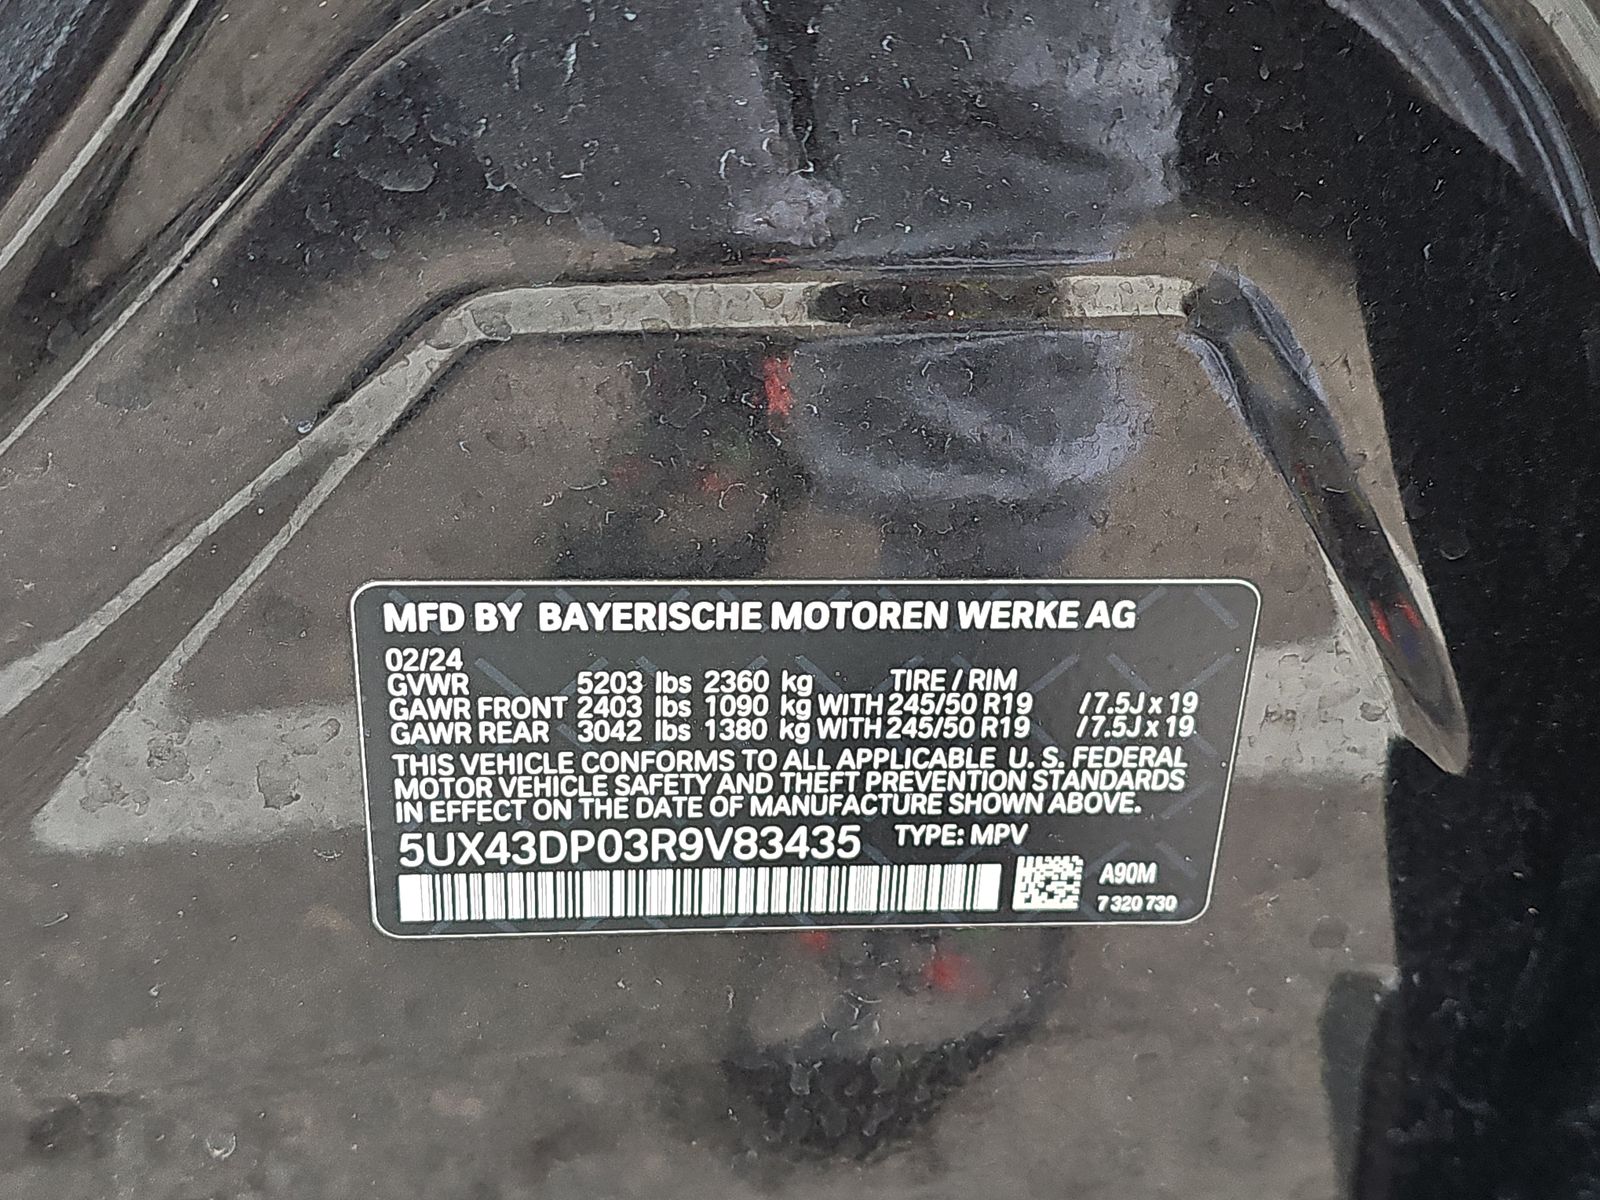 MFD BY BAYERISCHE MOTOREN WERKE AG
02/24
GVWR 5203 lbs 2360 kg TIRE / RIM
GAWR FRONT 2403 lbs 1090 kg WITH 245/50 R19 /7.5J x 19
GAWR REAR 3042 lbs 1380 kg WITH 245/50 R19 /7.5J x 19
THIS VEHICLE CONFORMS TO ALL APPLICABLE U. S. FEDERAL
MOTOR VEHICLE SAFETY AND THEFT PREVENTION STANDARDS
IN EFFECT ON THE DATE OF MANUFACTURE SHOWN ABOVE.
5UX43DP03R9V83435 TYPE: MPV
A90M
7 320 730